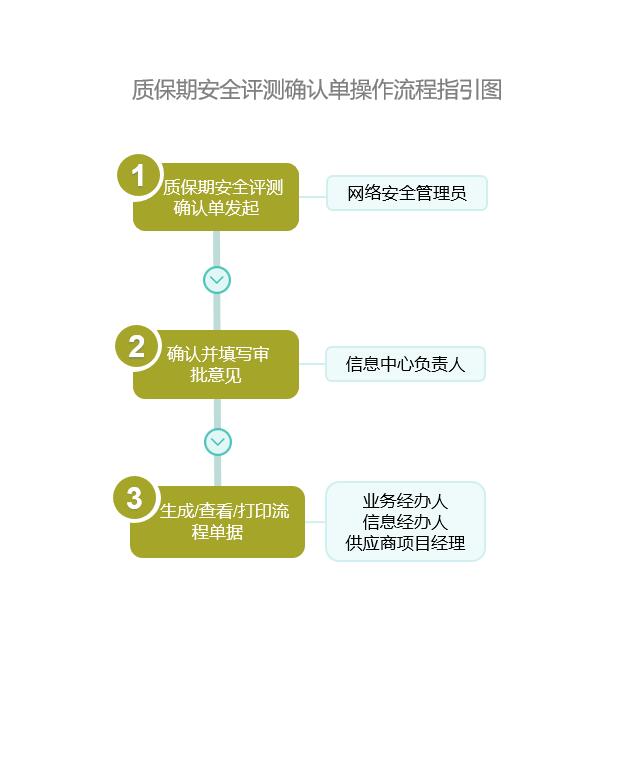 质保期安全评测确认单操作流程指引图
1
质保期安全评测
确认单发起
网络安全管理员
2
确认并填写审
批意见
信息中心负责人
3
生成/查看/打印流
程单据
业务经办人
信息经办人
供应商项目经理